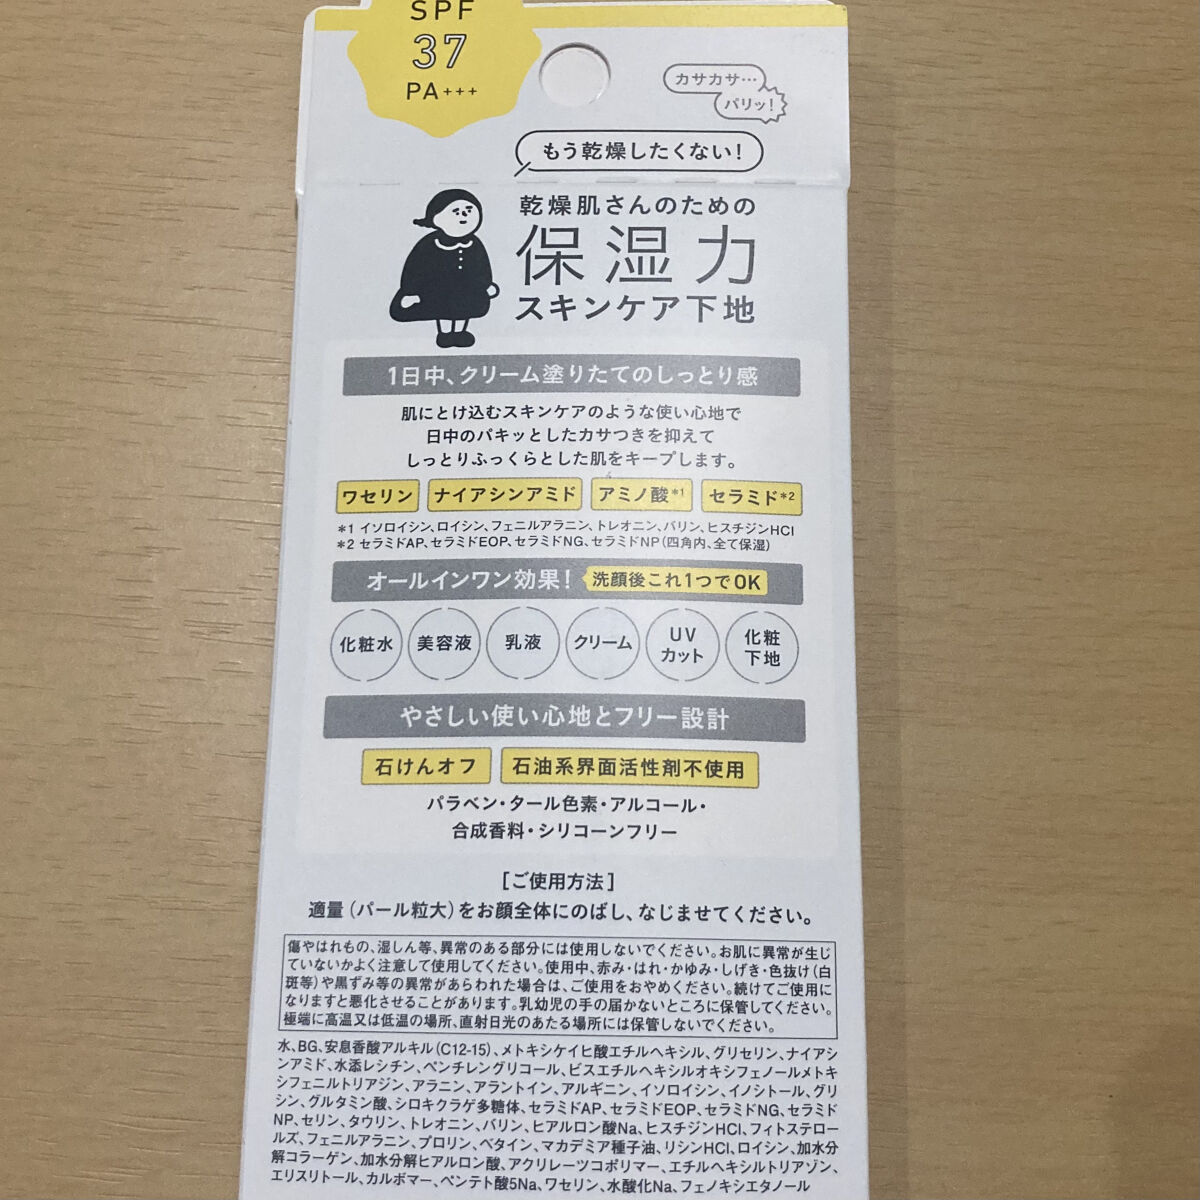 SPF
37
PA+++
カサカサ…
パリッ!
もう乾燥したくない!
乾燥肌さんのための
保湿力
スキンケア下地
1日中、クリーム塗りたてのしっとり感
肌にとけ込むスキンケアのような使い心地で
日中のパキッとしたカサつきを抑えて
しっとりふっくらとした肌をキープします。
ワセリン ナイアシンアミド アミノ酸*1 セラミド*2
*1 イソロイシン、ロイシン、フェニルアラニン、トレオニン、バリン、ヒスチジンHCl
*2 セラミドAP、セラミドEOP、セラミドNG、セラミドNP(四角内、全て保湿)
オールインワン効果! 洗顔後これ1つでOK
化粧水 美容液 乳液 クリーム UVカット 化粧下地
やさしい使い心地とフリー設計
石けんオフ 石油系界面活性剤不使用
パラベン・タール色素・アルコール・
合成香料・シリコーンフリー
[ご使用方法]
適量(パール粒大)をお顔全体にのばし、なじませてください。
傷やはれもの、湿しん等、異常のある部分には使用しないでください。お肌に異常が生じ
ていないかよく注意して使用してください。使用中、赤み・はれ・かゆみ・しげき・色抜け(白
斑等)や黒ずみ等の異常があらわれた場合は、ご使用をおやめください。続けてご使用に
なりますと悪化させることがあります。乳幼児の手の届かないところに保管してください。
極端に高温又は低温の場所、直射日光のあたる場所には保管しないでください。
水、BG、安息香酸アルキル(C12-15)、メトキシケイヒ酸エチルヘキシル、グリセリン、ナイアシ
ンアミド、水添レシチン、ペンチレングリコール、ビスエチルヘキシルオキシフェノールメトキ
シフェニルトリアジン、アラニン、アラントイン、アルギニン、イソロイシン、イノシトール、グリ
シン、グルタミン酸、シロキクラゲ多糖体、セラミドAP、セラミドEOP、セラミドNG、セラミド
NP、セリン、タウリン、トレオニン、バリン、ヒアルロン酸Na、ヒスチジンHCl、フィトステロ
ールズ、フェニルアラニン、プロリン、ベタイン、マカデミア種子油、リシンHCl、ロイシン、加水分
解コラーゲン、加水分解ヒアルロン酸、アクリレーツコポリマー、エチルヘキシルトリアゾン、
エリスリトール、カルボマー、ペンテト酸5Na、ワセリン、水酸化Na、フェノキシエタノール